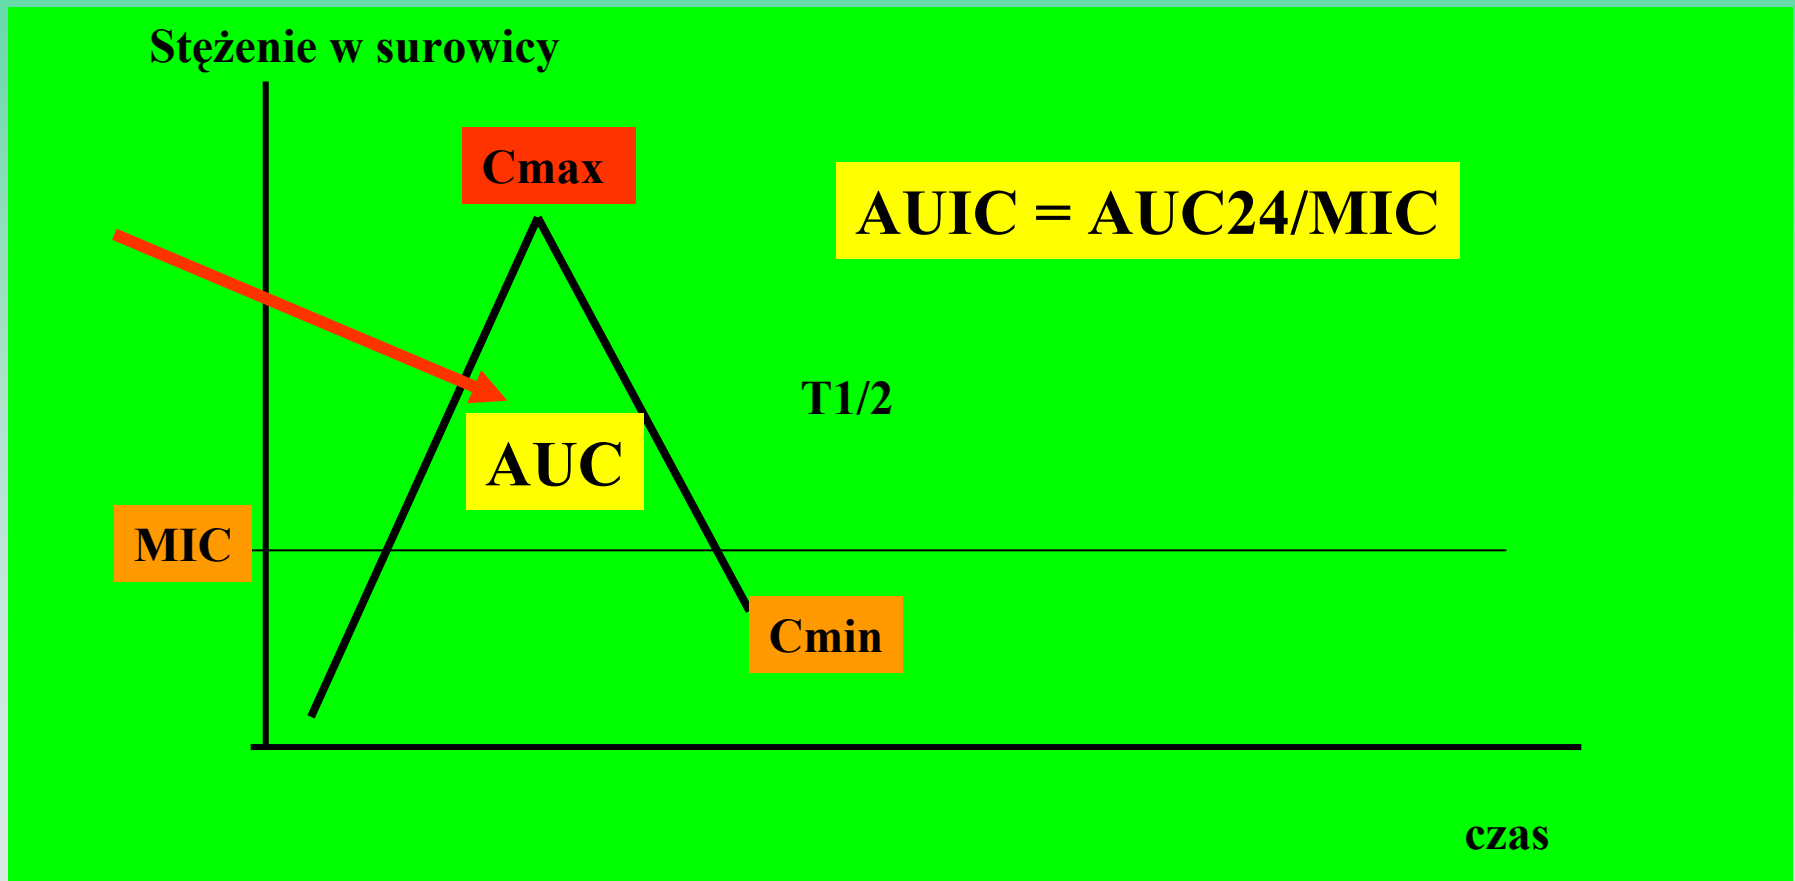 Stężenie w surowicy
Cmax
AUIC = AUC24/MIC
T1/2
AUC
MIC
Cmin
czas